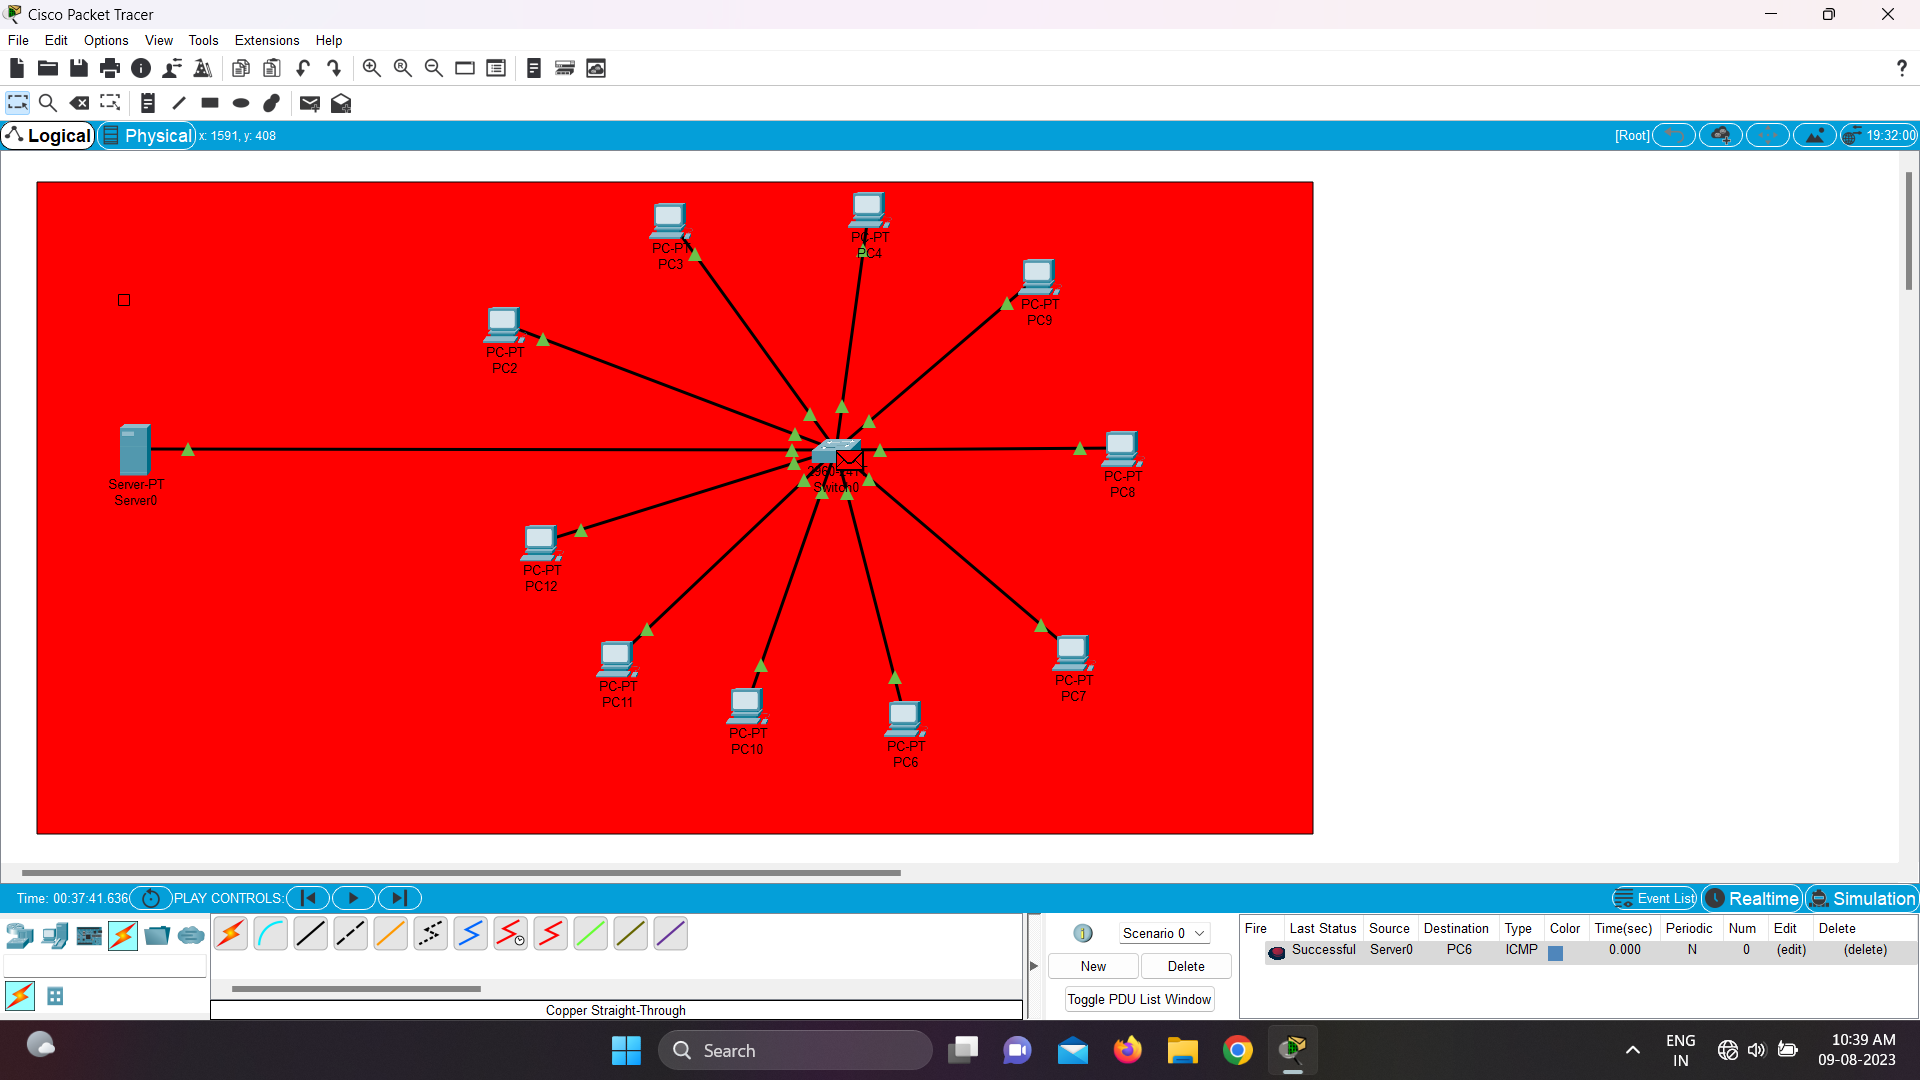 Cisco Packet Tracer
File Edit Options View Tools Extensions Help
?
Logical Physical x: 1591, y: 408 [Root] 19:32:00
PC-PT
PC3
PC-PT
PC4
PC-PT
PC9
PC-PT
PC2
Server-PT
Server0
Switch0
PC-PT
PC8
PC-PT
PC12
PC-PT
PC11
PC-PT
PC10
PC-PT
PC6
PC-PT
PC7
Time: 00:37:41.636 PLAY CONTROLS: Event List Realtime Simulation
Scenario 0
New Delete
Toggle PDU List Window
Fire Last Status Source Destination Type Color Time(sec) Periodic Num Edit Delete
Successful Server0 PC6 ICMP 0.000 N 0 (edit) (delete)
Copper Straight-Through
Search
ENG
IN
10:39 AM
09-08-2023